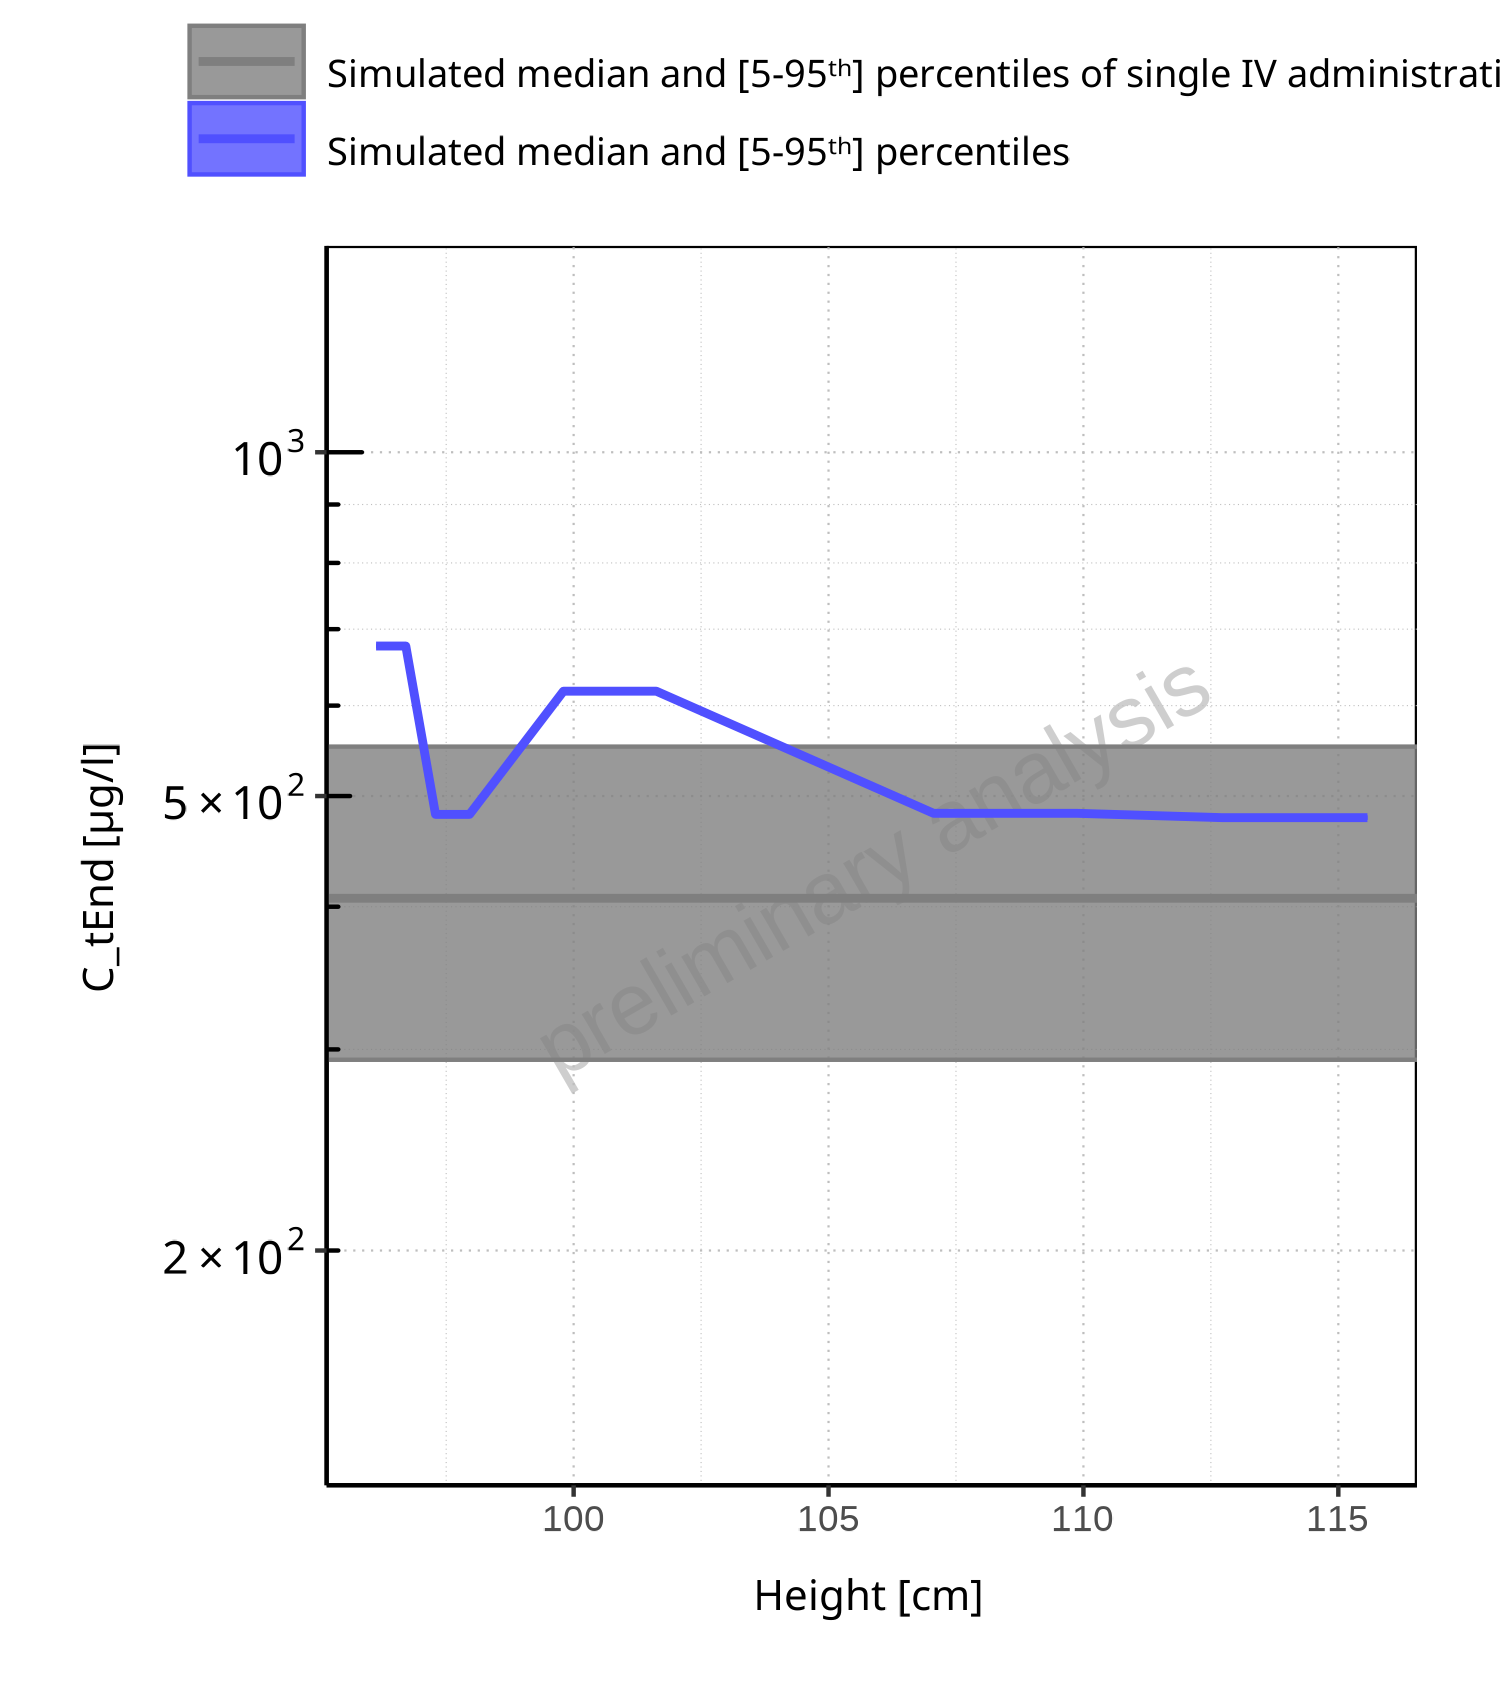 Simulated median and [5-95ᵗʰ] percentiles of single IV administrati
Simulated median and [5-95ᵗʰ] percentiles
10³
5 × 10²
2 × 10²
C_tEnd [µg/l]
preliminary analysis
100 105 110 115
Height [cm]